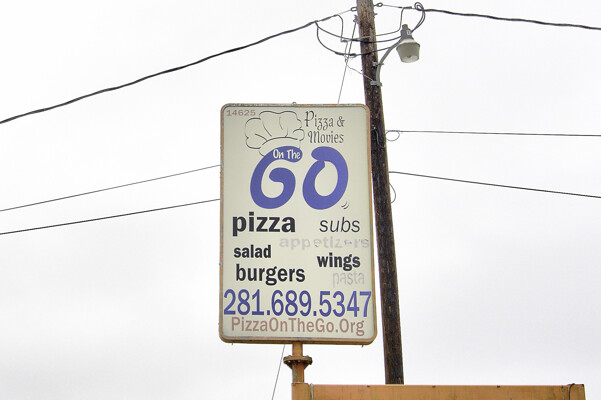 14625
Pizza &
Movies
On The
GO
pizza subs
appetizers
salad wings
burgers pasta
281.689.5347
PizzaOnTheGo.Org